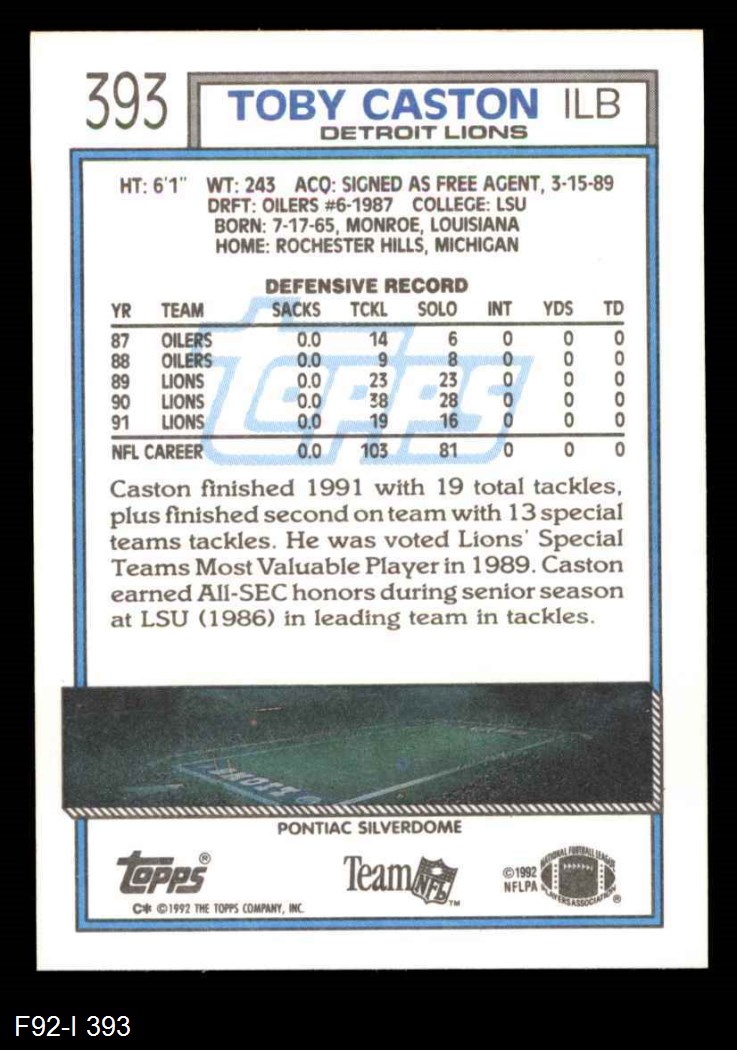 393
TOBY CASTON ILB
DETROIT LIONS
HT: 6'1" WT: 243 ACQ: SIGNED AS FREE AGENT, 3-15-89
DRFT: OILERS #6-1987 COLLEGE: LSU
BORN: 7-17-65, MONROE, LOUISIANA
HOME: ROCHESTER HILLS, MICHIGAN
DEFENSIVE RECORD
YR TEAM SACKS TCKL SOLO INT YDS TD
87 OILERS 0.0 14 6 0 0 0
88 OILERS 0.0 9 8 0 0 0
89 LIONS 0.0 23 23 0 0 0
90 LIONS 0.0 38 28 0 0 0
91 LIONS 0.0 19 16 0 0 0
NFL CAREER 0.0 103 81 0 0 0
topps
Caston finished 1991 with 19 total tackles,
plus finished second on team with 13 special
teams tackles. He was voted Lions' Special
Teams Most Valuable Player in 1989. Caston
earned All-SEC honors during senior season
at LSU (1986) in leading team in tackles.
LIONS
PONTIAC SILVERDOME
topps®
C* ©1992 THE TOPPS COMPANY, INC.
Team NFL™
©1992
NFLPA
NATIONAL FOOTBALL LEAGUE
PLAYERS ASSOCIATION ®
F92-I 393